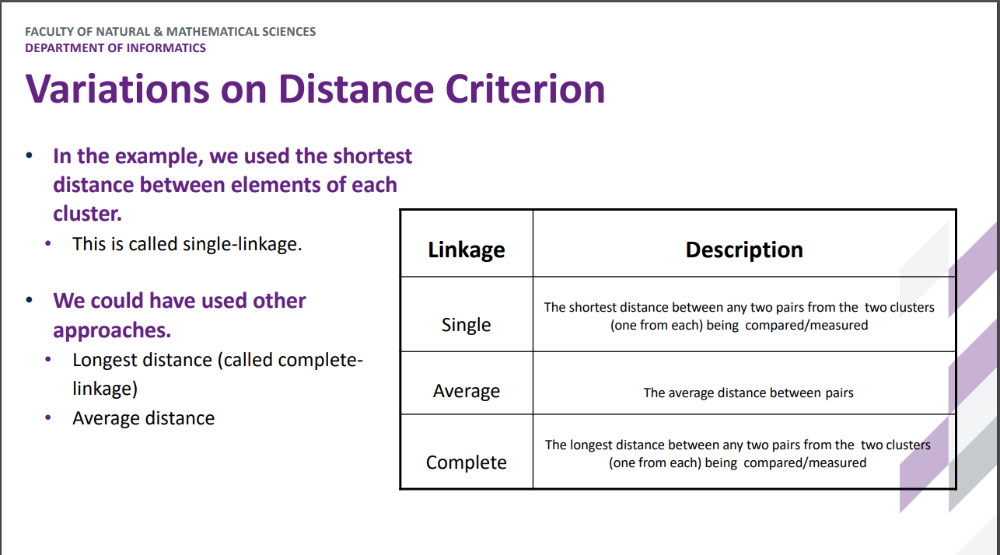 FACULTY OF NATURAL & MATHEMATICAL SCIENCES
DEPARTMENT OF INFORMATICS
Variations on Distance Criterion
• In the example, we used the shortest
distance between elements of each
cluster.
• This is called single-linkage.
• We could have used other
approaches.
• Longest distance (called complete-
linkage)
• Average distance
Linkage Description
Single
The shortest distance between any two pairs from the two clusters
(one from each) being compared/measured
Average The average distance between pairs
Complete
The longest distance between any two pairs from the two clusters
(one from each) being compared/measured